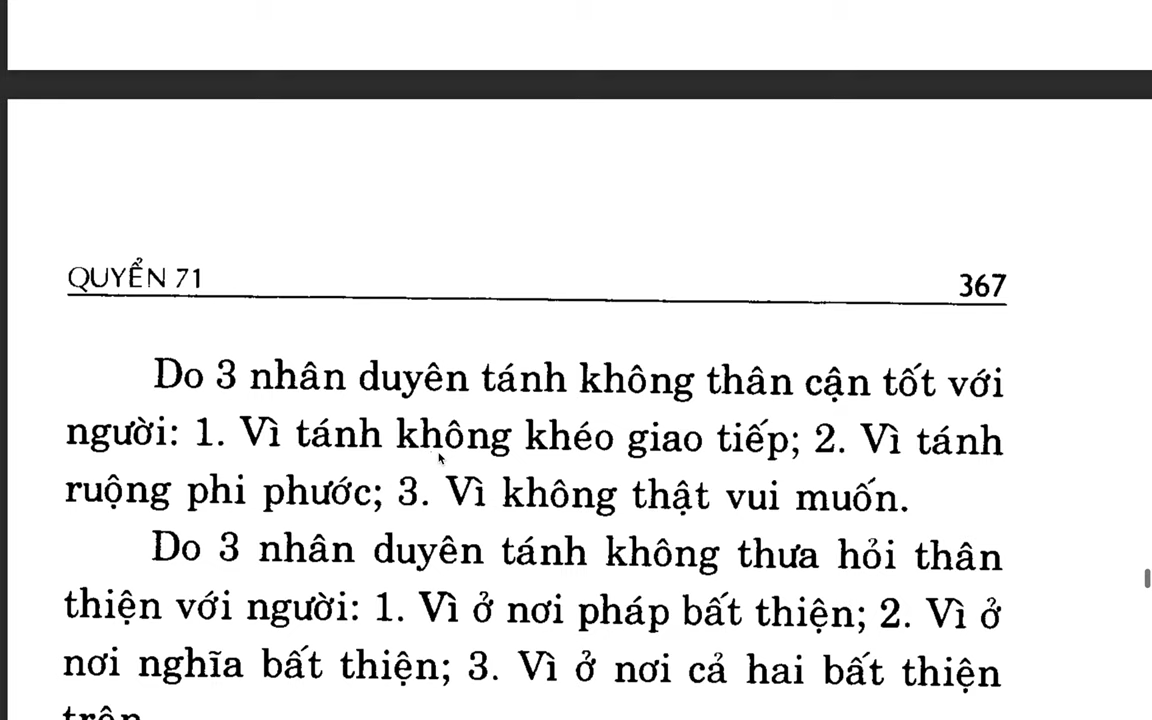 QUYỂN 71
367
Do 3 nhân duyên tánh không thân cận tốt với
người: 1. Vì tánh không khéo giao tiếp; 2. Vì tánh
ruộng phi phước; 3. Vì không thật vui muốn.
Do 3 nhân duyên tánh không thưa hỏi thân
thiện với người: 1. Vì ở nơi pháp bất thiện; 2. Vì ở
nơi nghĩa bất thiện; 3. Vì ở nơi cả hai bất thiện
trên.